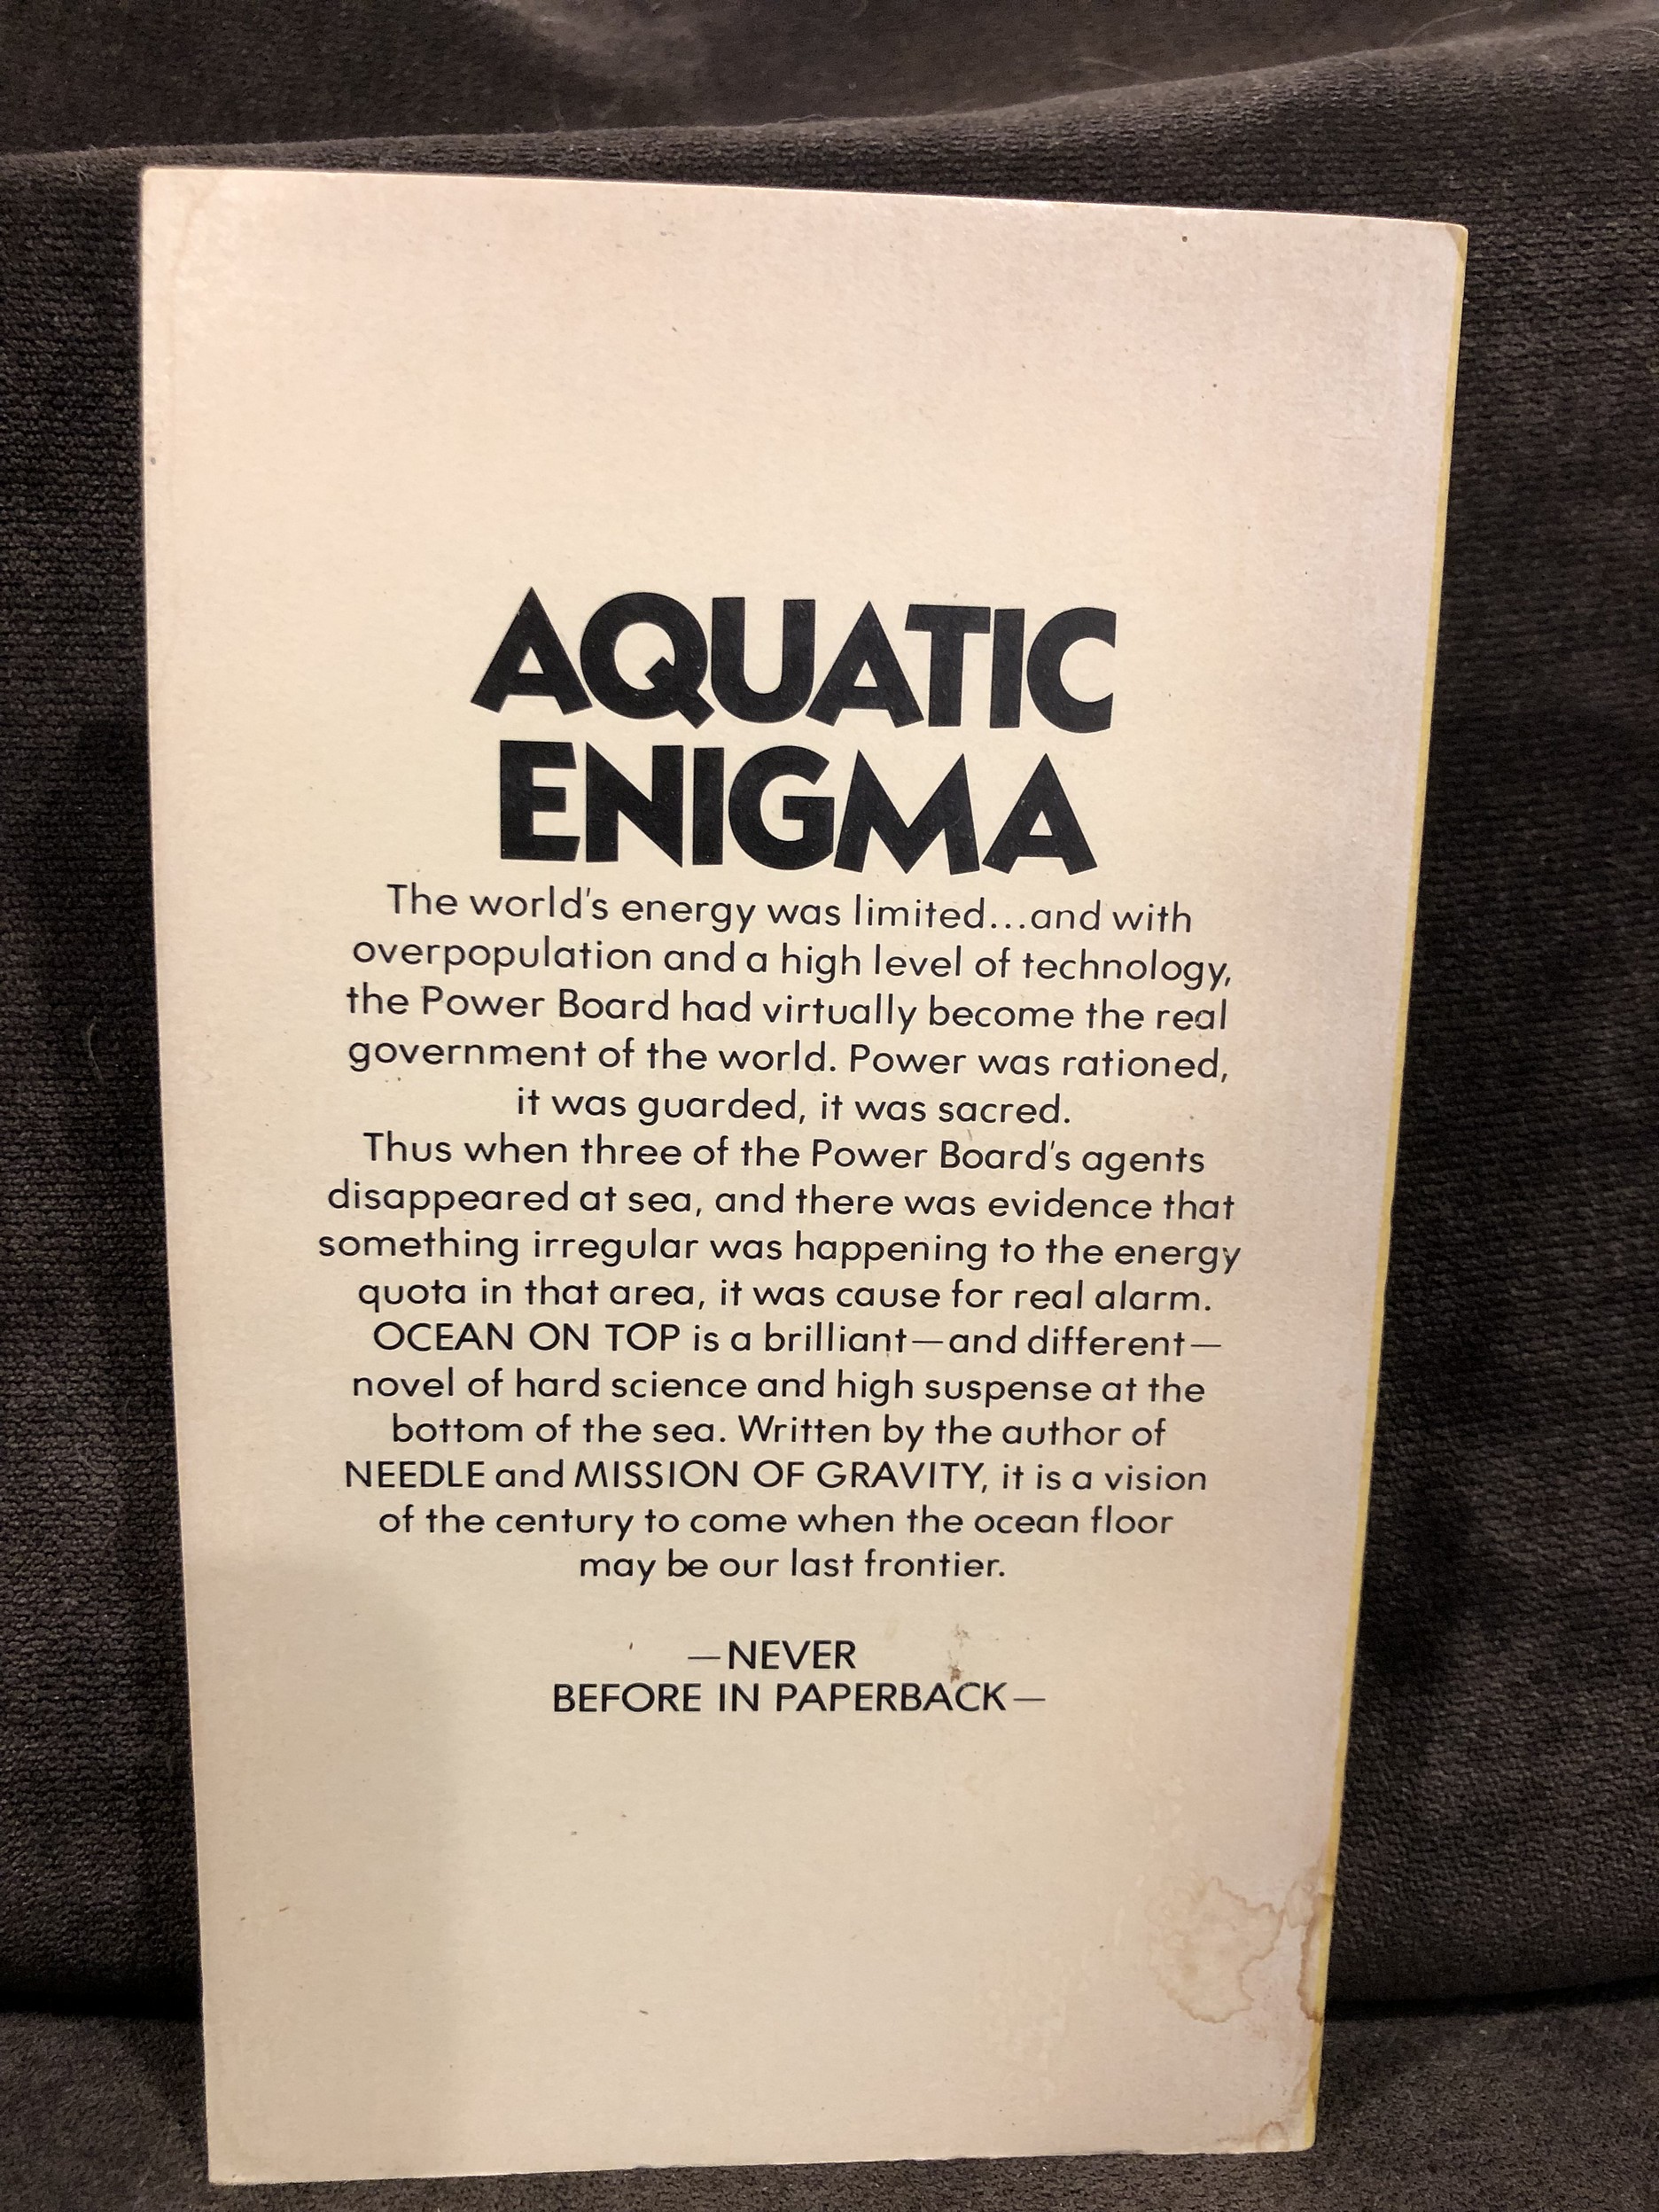 AQUATIC
ENIGMA
The world's energy was limited...and with
overpopulation and a high level of technology,
the Power Board had virtually become the real
government of the world. Power was rationed,
it was guarded, it was sacred.
Thus when three of the Power Board's agents
disappeared at sea, and there was evidence that
something irregular was happening to the energy
quota in that area, it was cause for real alarm.
OCEAN ON TOP is a brilliant—and different—
novel of hard science and high suspense at the
bottom of the sea. Written by the author of
NEEDLE and MISSION OF GRAVITY, it is a vision
of the century to come when the ocean floor
may be our last frontier.
—NEVER
BEFORE IN PAPERBACK—